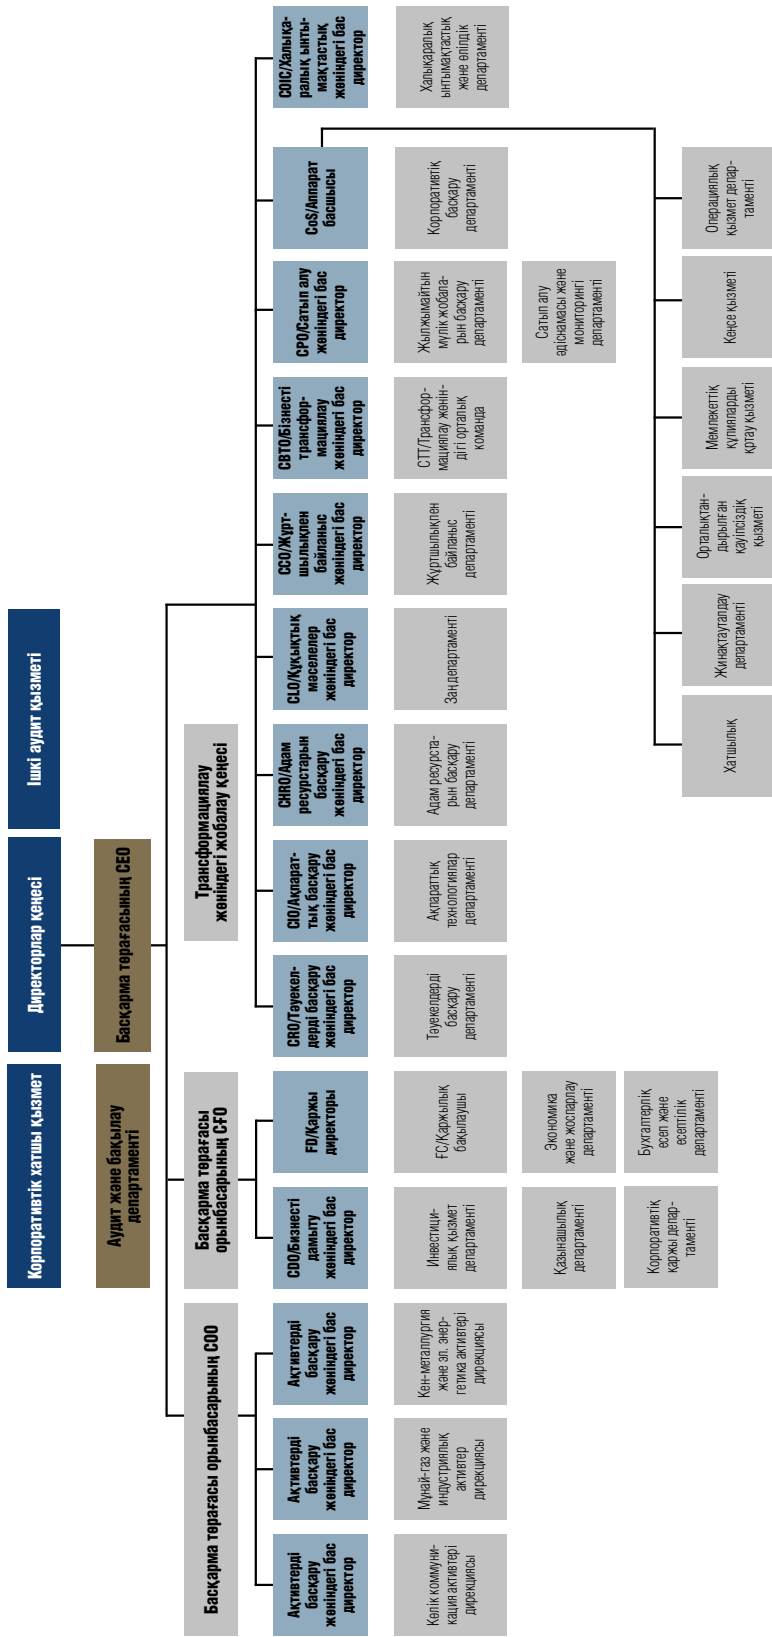 Корпоративтік хатшы қызмет
Директорлар кеңесі
Ішкі аудит қызметі
Аудит және бақылау
департаменті
Басқарма төрағасының CEO
Басқарма төрағасы орынбасарының COO
Басқарма төрағасы
орынбасарының CFO
Трансформациялау
жөніндегі жобалау кеңесі
Ақтивтерді
басқару
жөніндегі бас
директор
Ақтивтерді
басқару
жөніндегі бас
директор
Ақтивтерді
басқару
жөніндегі бас
директор
CDO/Бизнесті
дамыту
жөніндегі бас
директор
FD/Қаржы
директоры
CRO/Тәуекел-
дерді басқару
жөніндегі бас
директор
CIO/Ақпарат-
тық басқару
жөніндегі бас
директор
CHRO/Адам
ресурстарын
басқару
жөніндегі бас
директор
CLO/Құқықтық
мәселелер
жөніндегі бас
директор
CCO/Жұрт-
шылықпен
байланыс
жөніндегі бас
директор
CBTO/Бізнесті
трансфор-
мациялау
жөніндегі бас
директор
CPO/Сатып алу
жөніндегі бас
директор
CoS/Аппарат
басшысы
COIC/Халықа-
ралық ынты-
мақтастық
жөніндегі бас
директор
Көлік коммуни-
кация активтері
дирекциясы
Мұнай-газ және
индустриялық
активтер
дирекциясы
Кен-металлургия
және эл. энер-
гетика активтері
дирекциясы
Инвестици-
ялық қызмет
департаменті
FC/Қаржылық
бақылаушы
Тәуекелдерді
басқару
департаменті
Ақпараттық
технологиялар
департаменті
Адам ресурста-
рын басқару
департаменті
Заң департаменті
Жұртшылықпен
байланыс
департаменті
CTT/Трансфор-
мациялау жөнін-
дігі орталық
команда
Жылжымайтын
мүлік жобала-
рын басқару
департаменті
Корпоративтік
басқару
департаменті
Халықаралық
ынтымақтастық
және өкілдік
департаменті
Қазынашылық
департаменті
Экономика
және жоспарлау
департаменті
Сатып алу
әдіснамасы және
мониторингі
департаменті
Корпоративтік
қаржы депар-
таменті
Бухгалтерлік
есеп және
есептілік
департаменті
Хатшылық
Жинақтаутапдау
департаменті
Орталықтан-
дырылған
қауіпсіздік
қызметі
Мемлекеттік
құпияларды
қртау қызметі
Кеңсе қызметі
Операциялық
қызмет депар-
таменті